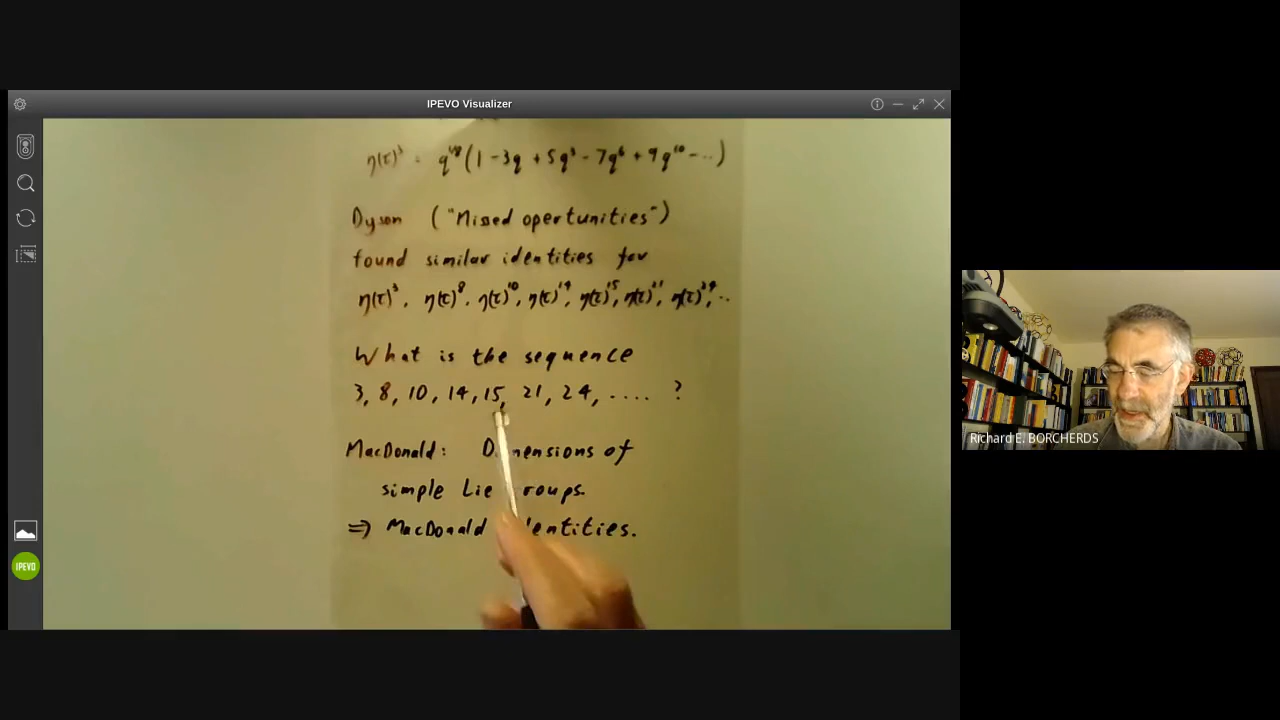 IPEVO Visualizer
η(τ)³ = q^{1/8}(1 - 3q + 5q³ - 7q⁶ + 9q¹⁰ - ...)
Dyson ("Missed opertunities")
found similar identities for
η(τ)³, η(τ)⁸, η(τ)¹⁰, η(τ)¹⁴, η(τ)¹⁵, η(τ)²¹, η(τ)²⁴, ..
What is the sequence
3, 8, 10, 14, 15, 21, 24, .... ?
MacDonald: Dimensions of
simple Lie groups.
⇒ MacDonald identities.
IPEVO
Richard E. BORCHERDS